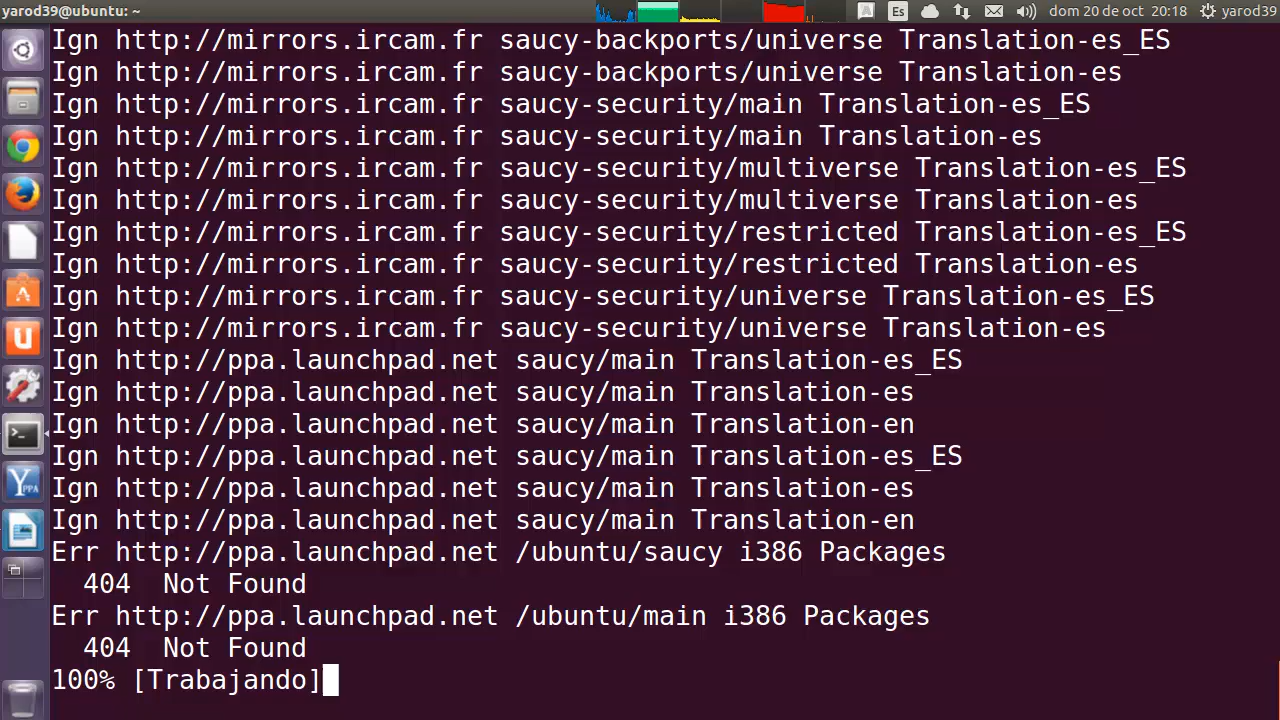 yarod39@ubuntu: ~
A Es dom 20 de oct 20:18 yarod39
Ign http://mirrors.ircam.fr saucy-backports/universe Translation-es_ES
Ign http://mirrors.ircam.fr saucy-backports/universe Translation-es
Ign http://mirrors.ircam.fr saucy-security/main Translation-es_ES
Ign http://mirrors.ircam.fr saucy-security/main Translation-es
Ign http://mirrors.ircam.fr saucy-security/multiverse Translation-es_ES
Ign http://mirrors.ircam.fr saucy-security/multiverse Translation-es
Ign http://mirrors.ircam.fr saucy-security/restricted Translation-es_ES
Ign http://mirrors.ircam.fr saucy-security/restricted Translation-es
Ign http://mirrors.ircam.fr saucy-security/universe Translation-es_ES
Ign http://mirrors.ircam.fr saucy-security/universe Translation-es
Ign http://ppa.launchpad.net saucy/main Translation-es_ES
Ign http://ppa.launchpad.net saucy/main Translation-es
Ign http://ppa.launchpad.net saucy/main Translation-en
Ign http://ppa.launchpad.net saucy/main Translation-es_ES
Ign http://ppa.launchpad.net saucy/main Translation-es
Ign http://ppa.launchpad.net saucy/main Translation-en
Err http://ppa.launchpad.net /ubuntu/saucy i386 Packages
  404  Not Found
Err http://ppa.launchpad.net /ubuntu/main i386 Packages
  404  Not Found
100% [Trabajando]
Y PPA